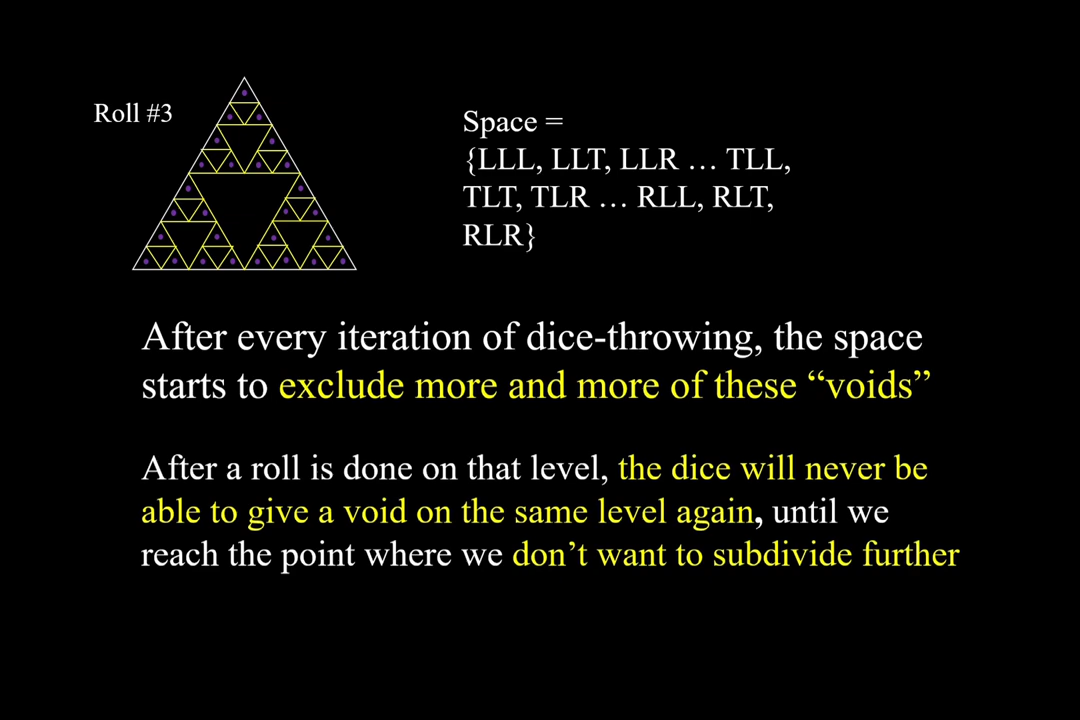 Roll #3
Space =
{LLL, LLT, LLR … TLL,
TLT, TLR … RLL, RLT,
RLR}
After every iteration of dice-throwing, the space
starts to exclude more and more of these “voids”
After a roll is done on that level, the dice will never be
able to give a void on the same level again, until we
reach the point where we don’t want to subdivide further